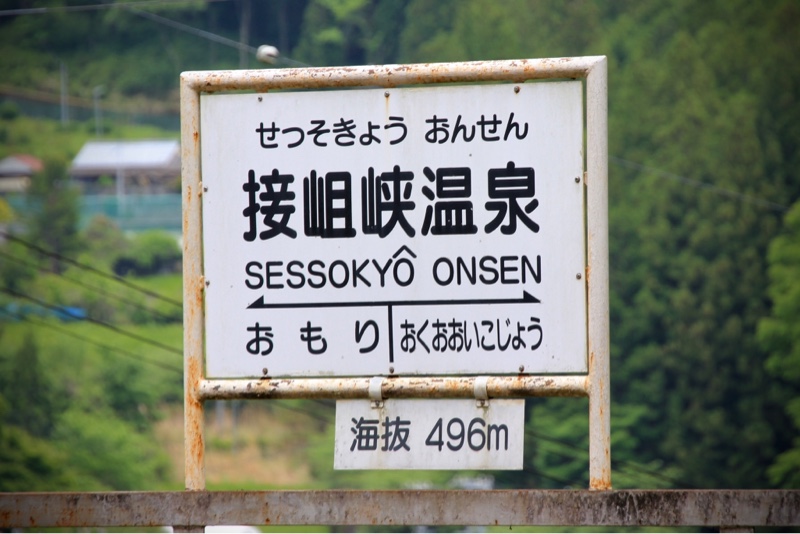 せっそきょう おんせん
接岨峡温泉
SESSOKYÔ ONSEN
おもり おくおおいこじょう
海抜 496m